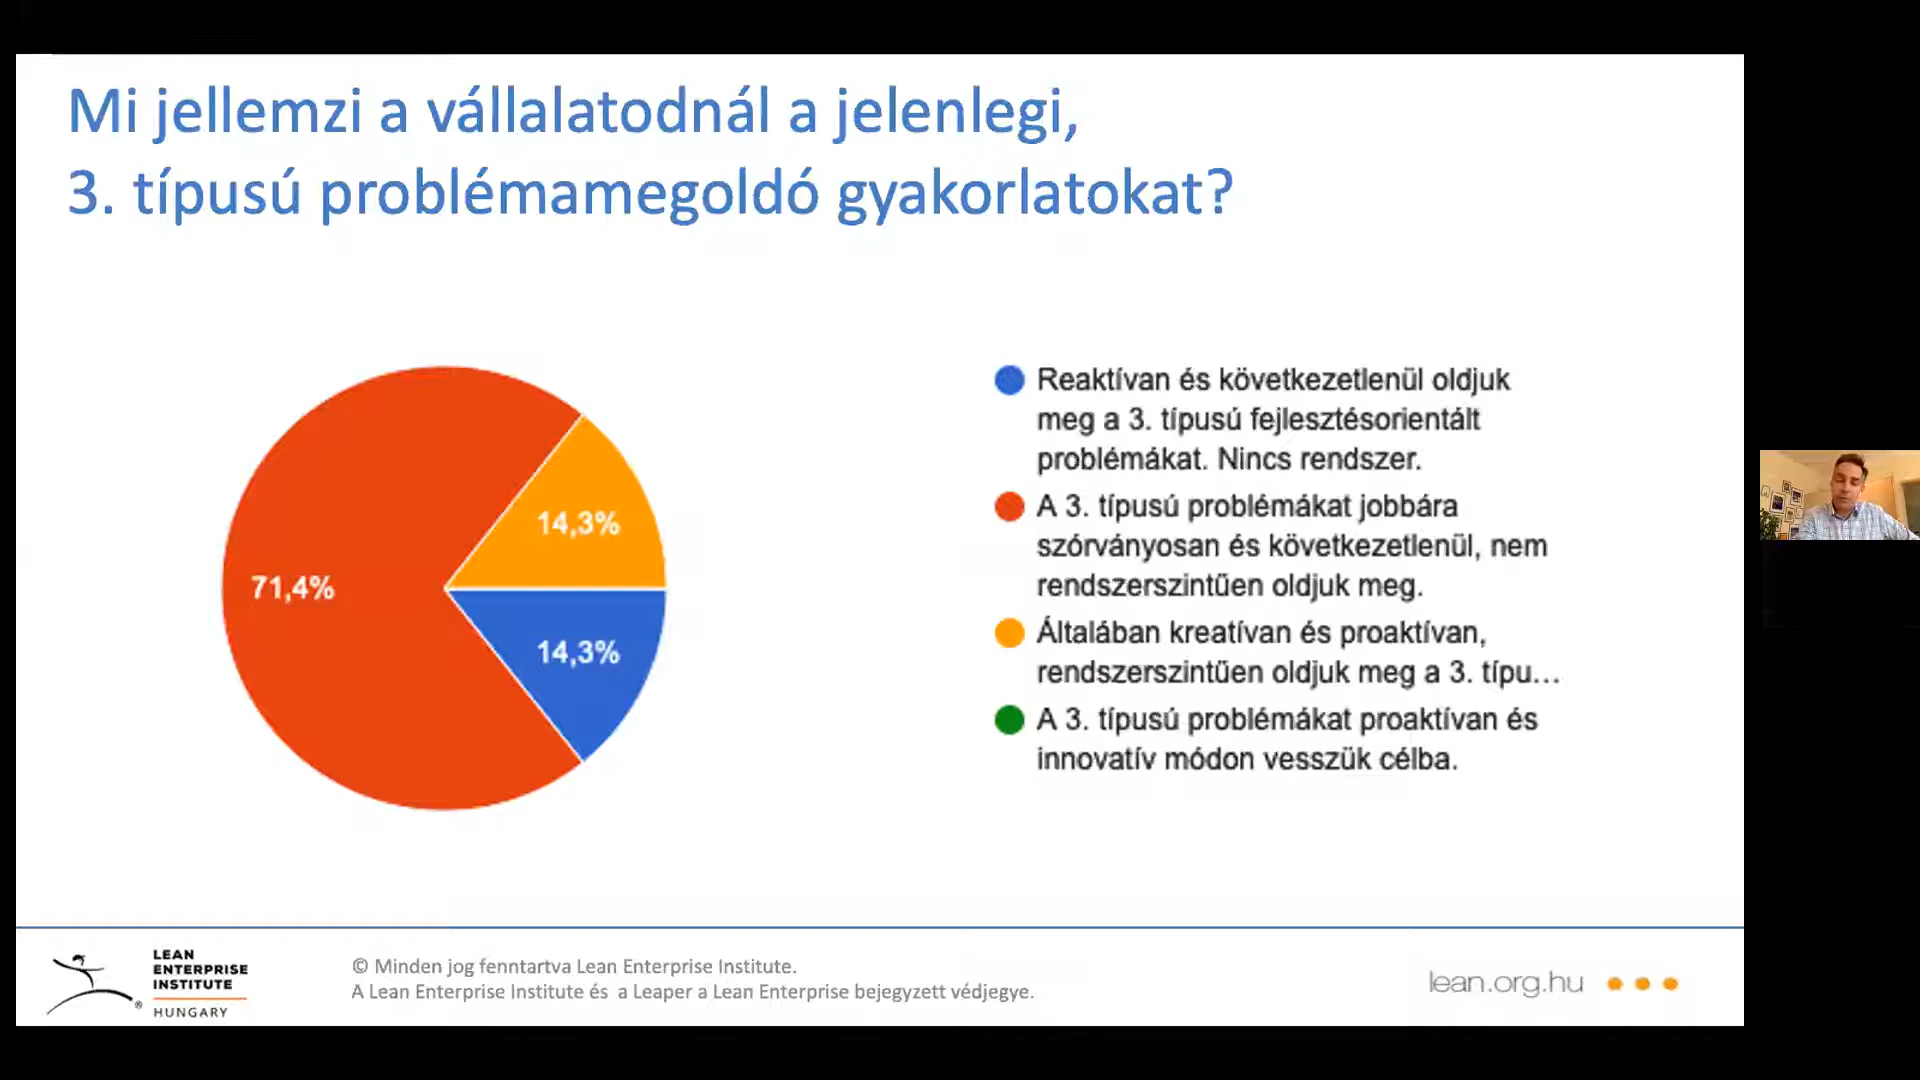 Mi jellemzi a vállalatodnál a jelenlegi,
3. típusú problémamegoldó gyakorlatokat?
71,4%
14,3%
14,3%
Reaktívan és következetlenül oldjuk
meg a 3. típusú fejlesztésorientált
problémákat. Nincs rendszer.
A 3. típusú problémákat jobbára
szórványosan és következetlenül, nem
rendszerszintűen oldjuk meg.
Általában kreatívan és proaktívan,
rendszerszintűen oldjuk meg a 3. típu...
A 3. típusú problémákat proaktívan és
innovatív módon vesszük célba.
LEAN
ENTERPRISE
INSTITUTE
HUNGARY
®
© Minden jog fenntartva Lean Enterprise Institute.
A Lean Enterprise Institute és a Leaper a Lean Enterprise bejegyzett védjegye.
lean.org.hu